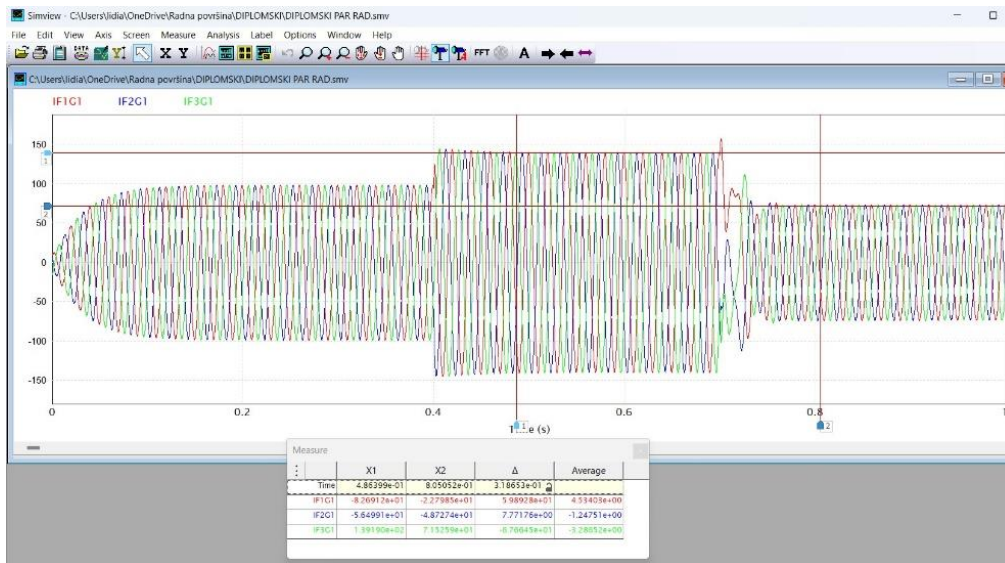 Simview - C:\Users\lidia\OneDrive\Radna površina\DIPLOMSKI\DIPLOMSKI PAR RAD.smv
File Edit View Axis Screen Measure Analysis Label Options Window Help
X Y FFT A
C:\Users\lidia\OneDrive\Radna površina\DIPLOMSKI\DIPLOMSKI PAR RAD.smv
IF1G1 IF2G1 IF3G1
150
1
100
2
50
0
-50
-100
-150
0 0.2 0.4 0.6 0.8
1 2
Measure
X1 X2 Δ Average
Time 4.86399e-01 8.05052e-01 3.18653e-01
IF1G1 -8.26912e+01 -2.27985e+01 5.98928e+01 4.53403e+00
IF2G1 -5.64991e+01 -4.87274e+01 7.77176e+00 -1.24751e+00
IF3G1 1.39190e+02 7.15259e+01 -6.76645e+01 -3.28652e+00